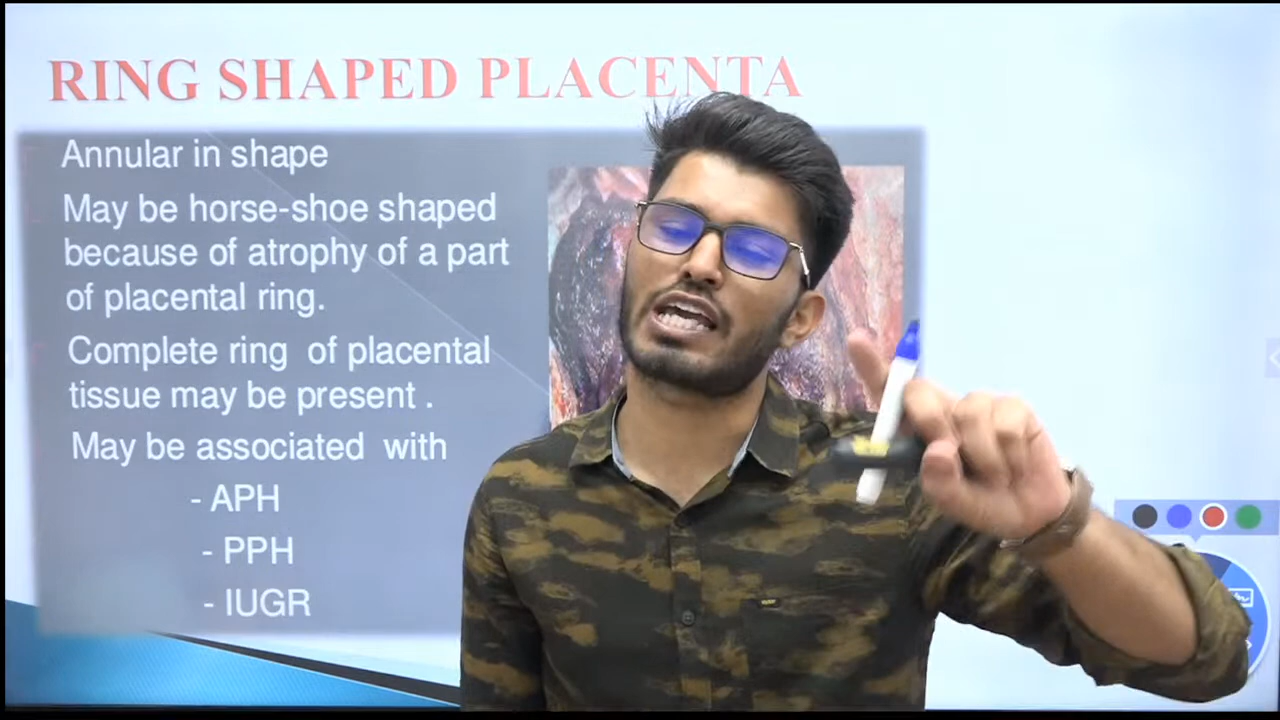 RING SHAPED PLACENTA
Annular in shape
May be horse-shoe shaped
because of atrophy of a part
of placental ring.
Complete ring of placental
tissue may be present .
May be associated with
- APH
- PPH
- IUGR